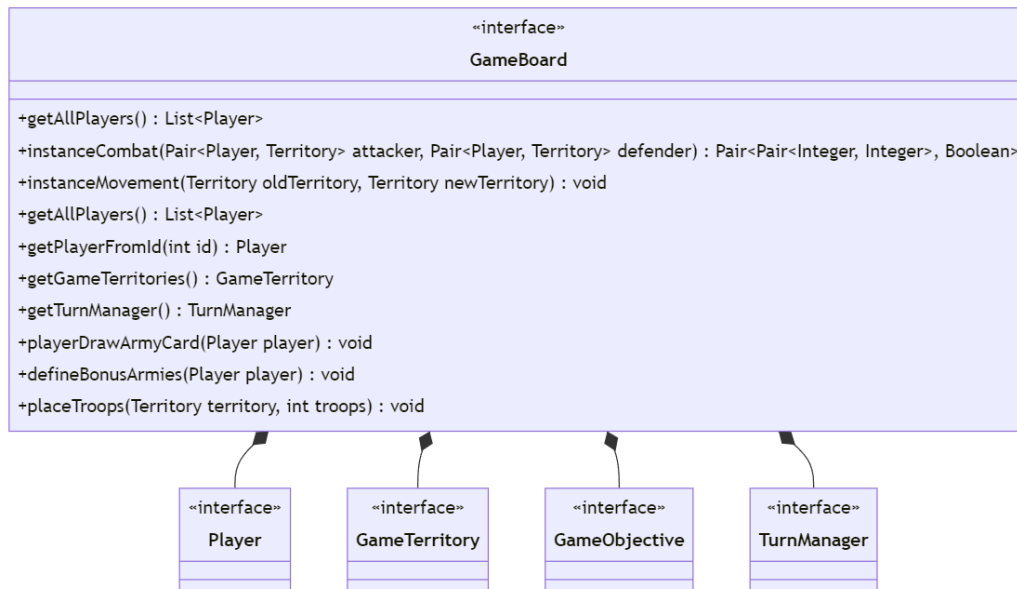 «interface»
GameBoard
+getAllPlayers() : List<Player>
+instanceCombat(Pair<Player, Territory> attacker, Pair<Player, Territory> defender) : Pair<Pair<Integer, Integer>, Boolean>
+instanceMovement(Territory oldTerritory, Territory newTerritory) : void
+getAllPlayers() : List<Player>
+getPlayerFromId(int id) : Player
+getGameTerritories() : GameTerritory
+getTurnManager() : TurnManager
+playerDrawArmyCard(Player player) : void
+defineBonusArmies(Player player) : void
+placeTroops(Territory territory, int troops) : void
«interface»
Player
«interface»
GameTerritory
«interface»
GameObjective
«interface»
TurnManager